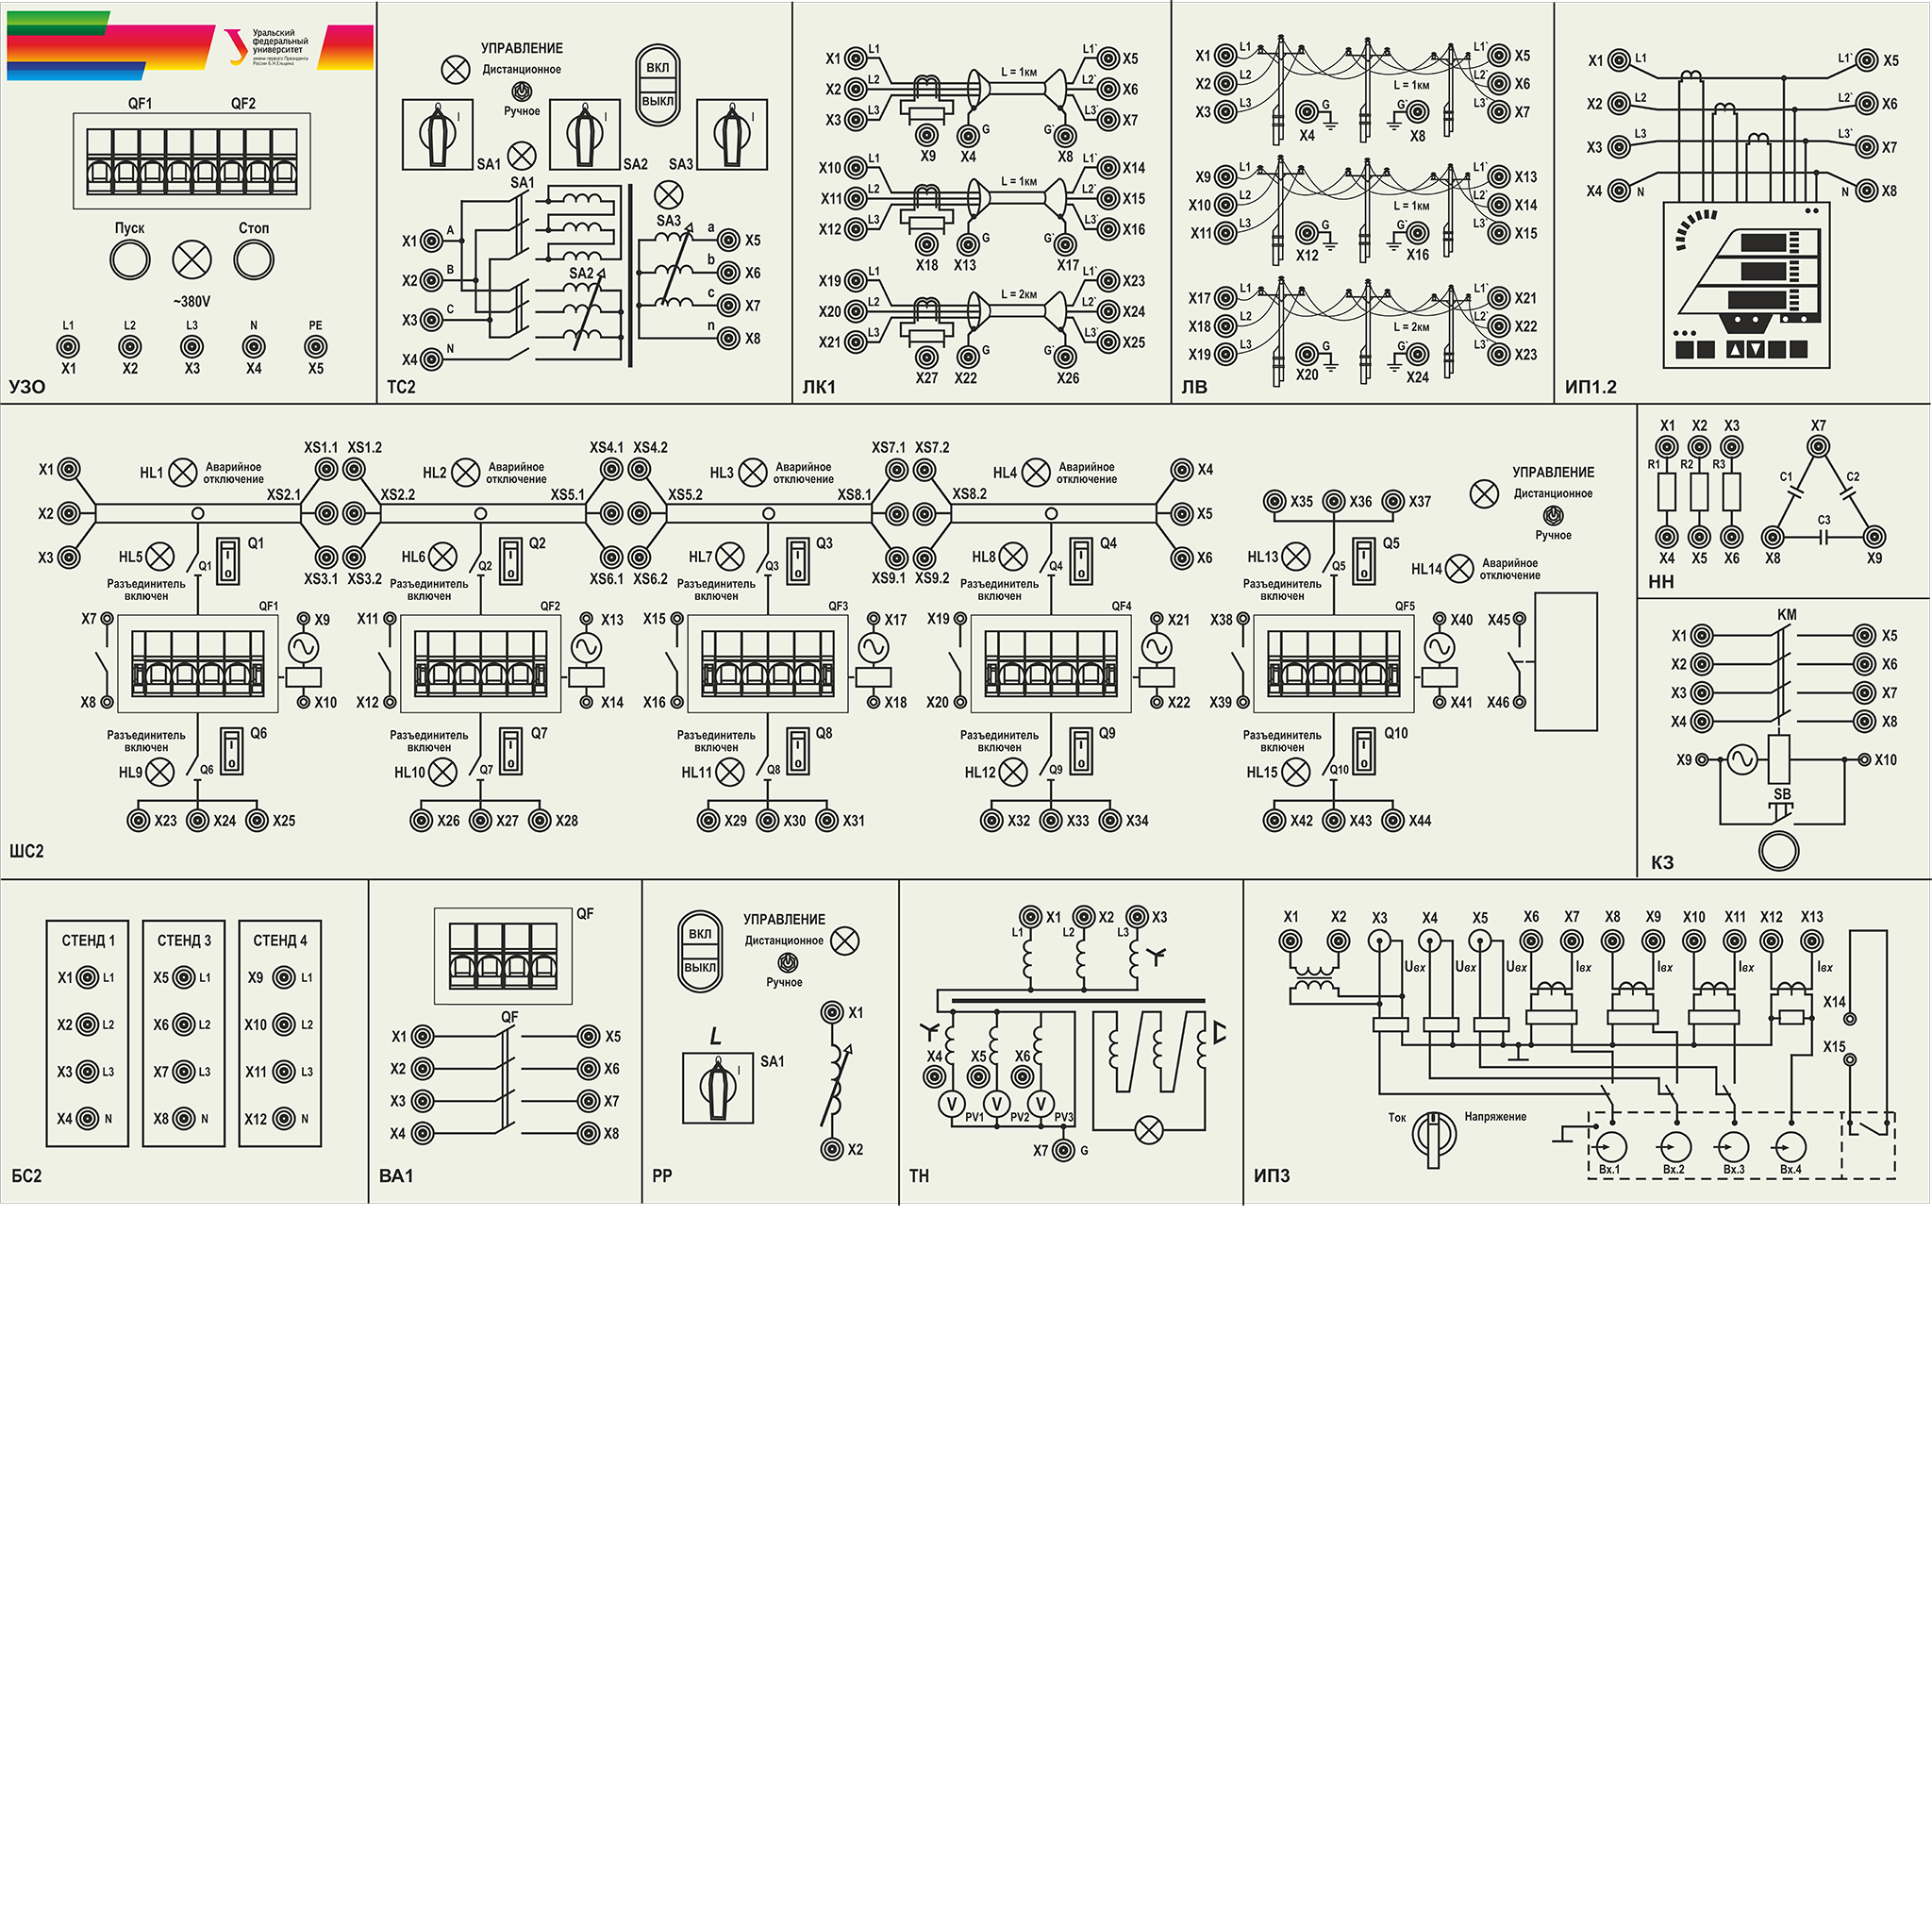 Уральский
федеральный
университет
имени первого Президента
России Б.Н.Ельцина
QF1 QF2
Пуск Стоп
~380V
L1 L2 L3 N PE
X1 X2 X3 X4 X5
УЗО
УПРАВЛЕНИЕ
Дистанционное
Ручное
ВКЛ
ВЫКЛ
SA1 SA2 SA3
SA1
SA3
SA2
X1 A
X2 B
X3 C
X4 N
a X5
b X6
c X7
n X8
ТС2
X1 L1 L1` X5
X2 L2 L = 1км L2` X6
X3 L3 L3` X7
G G`
X9 X4 X8
X10 L1 L1` X14
X11 L2 L = 1км L2` X15
X12 L3 L3` X16
G G`
X18 X13 X17
X19 L1 L1` X23
X20 L2 L = 2км L2` X24
X21 L3 L3` X25
G G`
X27 X22 X26
ЛК1
X1 L1 L1` X5
X2 L2 L = 1км L2` X6
X3 L3 G G` L3` X7
X4 X8
X9 L1 L1` X13
X10 L2 L = 1км L2` X14
X11 L3 G G` L3` X15
X12 X16
X17 L1 L1` X21
X18 L2 L = 2км L2` X22
X19 L3 G G` L3` X23
X20 X24
ЛВ
X1 L1 L1` X5
X2 L2 L2` X6
X3 L3 L3` X7
X4 N N X8
ИП1.2
XS1.1 XS1.2 XS4.1 XS4.2 XS7.1 XS7.2
X1 HL1 Аварийное отключение HL2 Аварийное отключение HL3 Аварийное отключение HL4 Аварийное отключение X4
XS2.1 XS2.2 XS5.1 XS5.2 XS8.1 XS8.2
X2 X5
X3 X6
XS3.1 XS3.2 XS6.1 XS6.2 XS9.1 XS9.2
X35 X36 X37
УПРАВЛЕНИЕ
Дистанционное
Ручное
HL14 Аварийное отключение
HL5 Q1 Q1 HL6 Q2 Q2 HL7 Q3 Q3 HL8 Q4 Q4 HL13 Q5 Q5
Разъединитель Разъединитель Разъединитель Разъединитель Разъединитель
включен включен включен включен включен
QF1 QF2 QF3 QF4 QF5
X7 X9 X11 X13 X15 X17 X19 X21 X38 X40 X45
X8 X10 X12 X14 X16 X18 X20 X22 X39 X41 X46
Q6 Q7 Q8 Q9 Q10
Разъединитель Разъединитель Разъединитель Разъединитель Разъединитель
включен включен включен включен включен
HL9 Q6 HL10 Q7 HL11 Q8 HL12 Q9 HL15 Q10
X23 X24 X25 X26 X27 X28 X29 X30 X31 X32 X33 X34 X42 X43 X44
ШС2
X1 X2 X3 X7
R1 R2 R3 C1 C2
C3
X4 X5 X6 X8 X9
НН
KM
X1 X5
X2 X6
X3 X7
X4 X8
X9 X10
SB
КЗ
СТЕНД 1 СТЕНД 3 СТЕНД 4
X1 L1 X5 L1 X9 L1
X2 L2 X6 L2 X10 L2
X3 L3 X7 L3 X11 L3
X4 N X8 N X12 N
БС2
QF
QF
X1 X5
X2 X6
X3 X7
X4 X8
ВА1
ВКЛ
ВЫКЛ
УПРАВЛЕНИЕ
Дистанционное
Ручное
X1
L
SA1
X2
РР
X1 X2 X3
L1 L2 L3
X4 X5 X6
V V V
PV1 PV2 PV3
X7 G
ТН
X1 X2 X3 X4 X5 X6 X7 X8 X9 X10 X11 X12 X13
Uвх Uвх Uвх Iвх Iвх Iвх Iвх
X14
X15
Ток Напряжение
Вх.1 Вх.2 Вх.3 Вх.4
ИП3